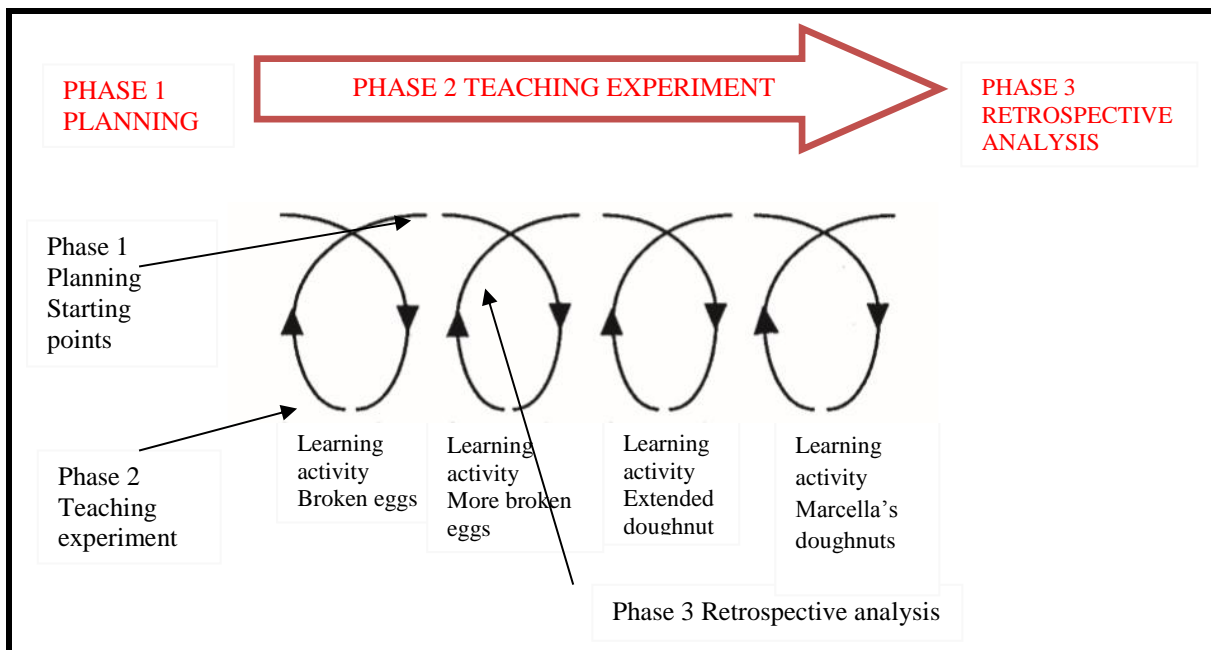 PHASE 1
PLANNING
PHASE 2 TEACHING EXPERIMENT
PHASE 3
RETROSPECTIVE
ANALYSIS
Phase 1
Planning
Starting
points
Phase 2
Teaching
experiment
Learning
activity
Broken eggs
Learning
activity
More broken
eggs
Learning
activity
Extended
doughnut
Learning
activity
Marcella’s
doughnuts
Phase 3 Retrospective analysis